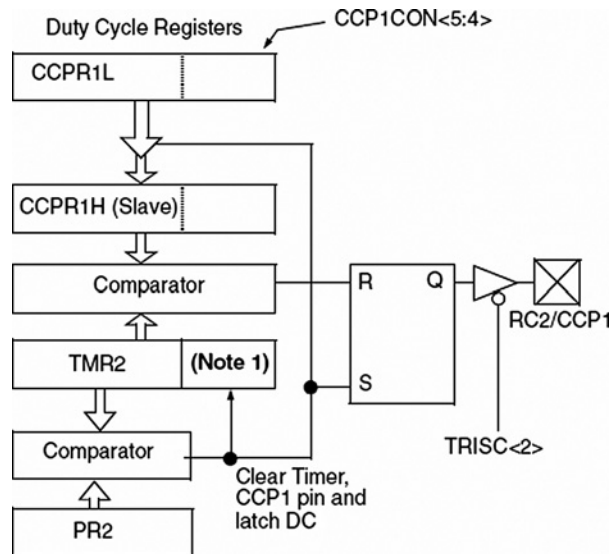 Duty Cycle Registers
CCP1CON<5:4>
CCPR1L
CCPR1H (Slave)
Comparator
R
Q
RC2/CCP1
TMR2
(Note 1)
S
TRISC<2>
Comparator
Clear Timer,
CCP1 pin and
latch DC
PR2